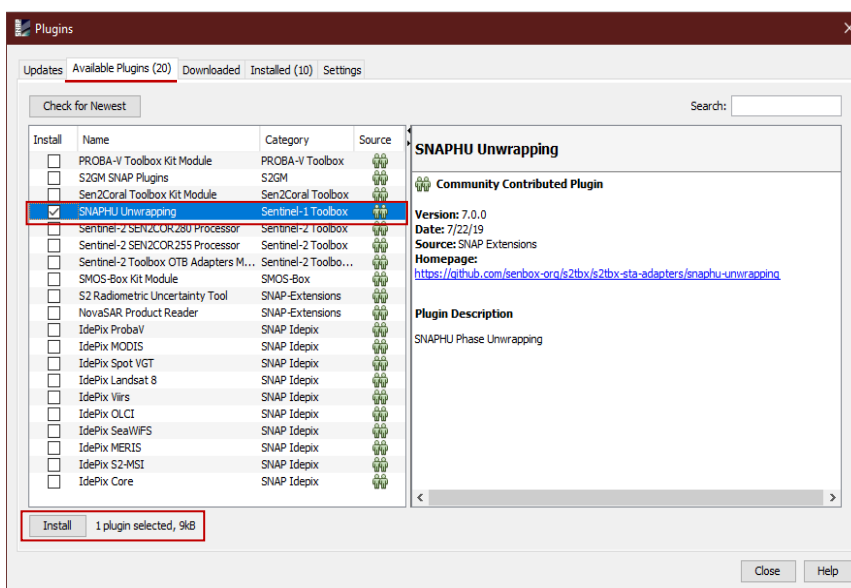 Plugins
Updates Available Plugins (20) Downloaded Installed (10) Settings
Check for Newest Search:
Install Name Category Source
PROBA-V Toolbox Kit Module PROBA-V Toolbox
S2GM SNAP Plugins S2GM
Sen2Coral Toolbox Kit Module Sen2Coral Toolbox
SNAPHU Unwrapping Sentinel-1 Toolbox
Sentinel-2 SEN2COR280 Processor Sentinel-2 Toolbox
Sentinel-2 SEN2COR255 Processor Sentinel-2 Toolbox
Sentinel-2 Toolbox OTB Adapters M... Sentinel-2 Toolbo...
SMOS-Box Kit Module SMOS-Box
S2 Radiometric Uncertainty Tool SNAP-Extensions
NovaSAR Product Reader SNAP-Extensions
IdePix ProbaV SNAP Idepix
IdePix MODIS SNAP Idepix
IdePix Spot VGT SNAP Idepix
IdePix Landsat 8 SNAP Idepix
IdePix Viirs SNAP Idepix
IdePix OLCI SNAP Idepix
IdePix SeaWiFS SNAP Idepix
IdePix MERIS SNAP Idepix
IdePix S2-MSI SNAP Idepix
IdePix Core SNAP Idepix
SNAPHU Unwrapping
Community Contributed Plugin
Version: 7.0.0
Date: 7/22/19
Source: SNAP Extensions
Homepage:
https://github.com/senbox-org/s2tbx/s2tbx-sta-adapters/snaphu-unwrapping
Plugin Description
SNAPHU Phase Unwrapping
Install 1 plugin selected, 9kB
Close Help